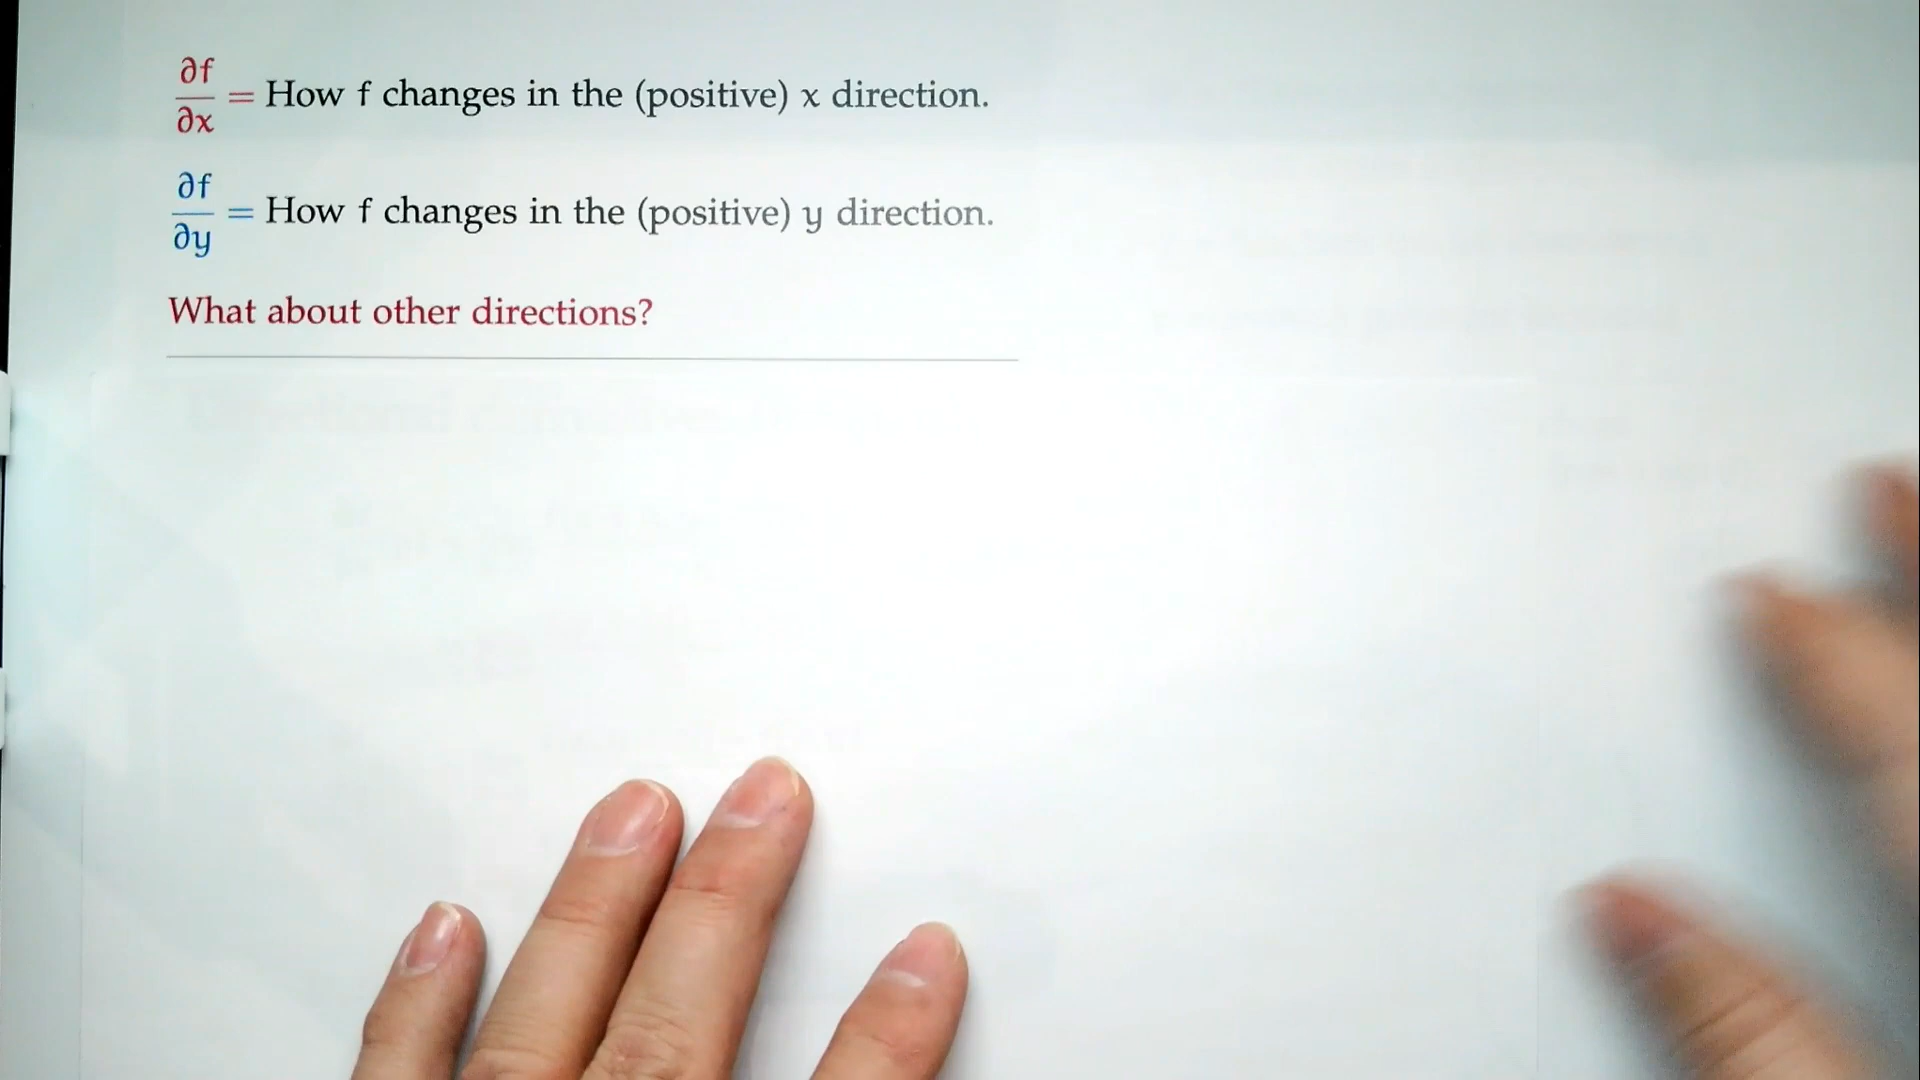 ∂f/∂x = How f changes in the (positive) x direction.
∂f/∂y = How f changes in the (positive) y direction.
What about other directions?